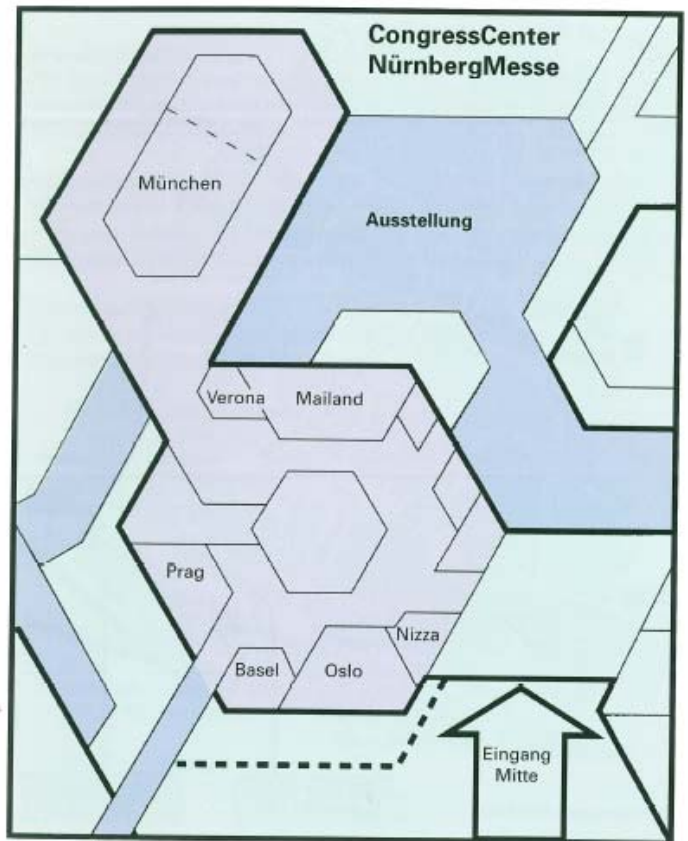 CongressCenter
NürnbergMesse
München
Ausstellung
Verona
Mailand
Prag
Nizza
Basel
Oslo
Eingang
Mitte